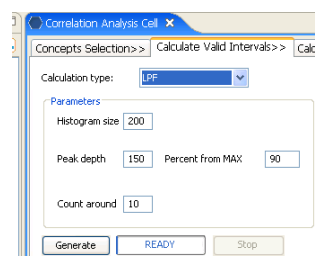 Correlation Analysis Cell
Concepts Selection>> Calculate Valid Intervals>> Calc
Calculation type: LPF
Parameters
Histogram size 200
Peak depth 150 Percent from MAX 90
Count around 10
Generate READY Stop